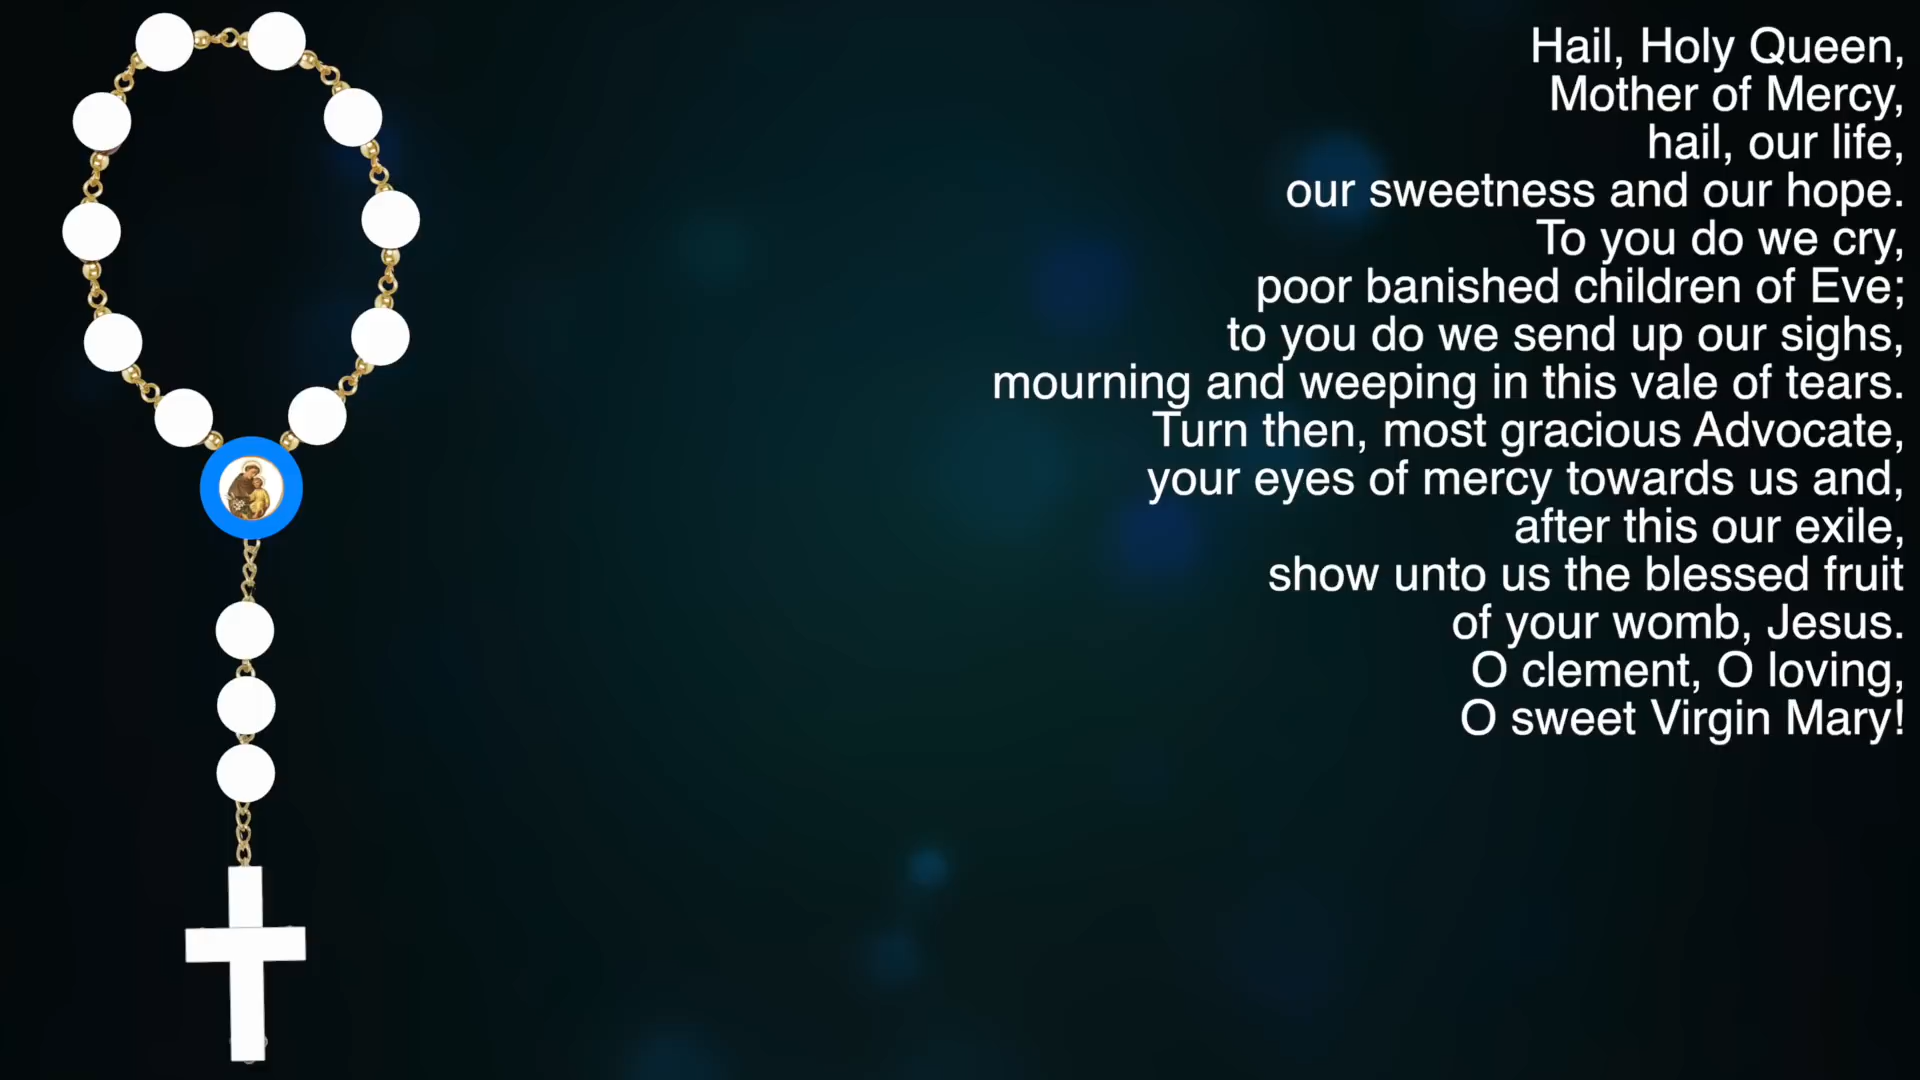 Hail, Holy Queen,
Mother of Mercy,
hail, our life,
our sweetness and our hope.
To you do we cry,
poor banished children of Eve;
to you do we send up our sighs,
mourning and weeping in this vale of tears.
Turn then, most gracious Advocate,
your eyes of mercy towards us and,
after this our exile,
show unto us the blessed fruit
of your womb, Jesus.
O clement, O loving,
O sweet Virgin Mary!